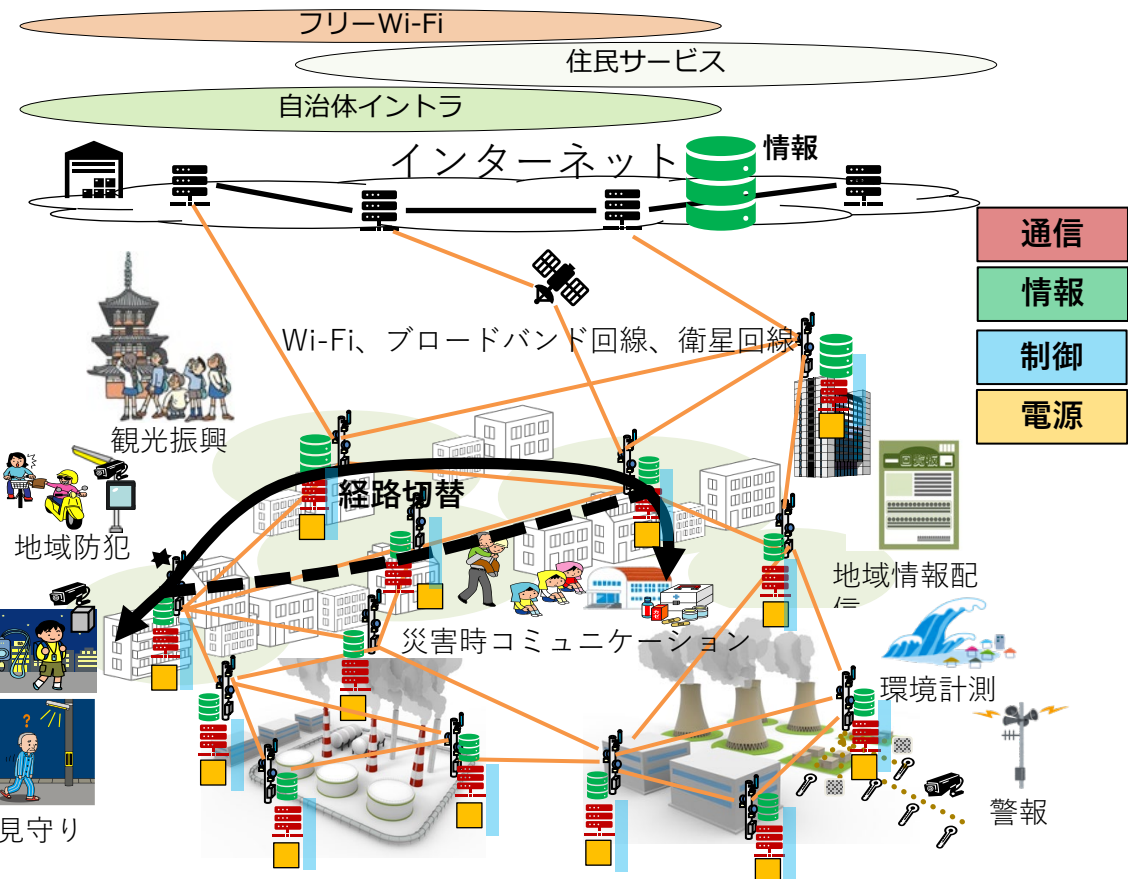 フリーWi-Fi
住民サービス
自治体イントラ
インターネット
情報
通信
情報
制御
電源
Wi-Fi、ブロードバンド回線、衛星回線
観光振興
回覧板
経路切替
地域防犯
地域情報配
信
災害時コミュニケーション
環境計測
?
見守り
警報